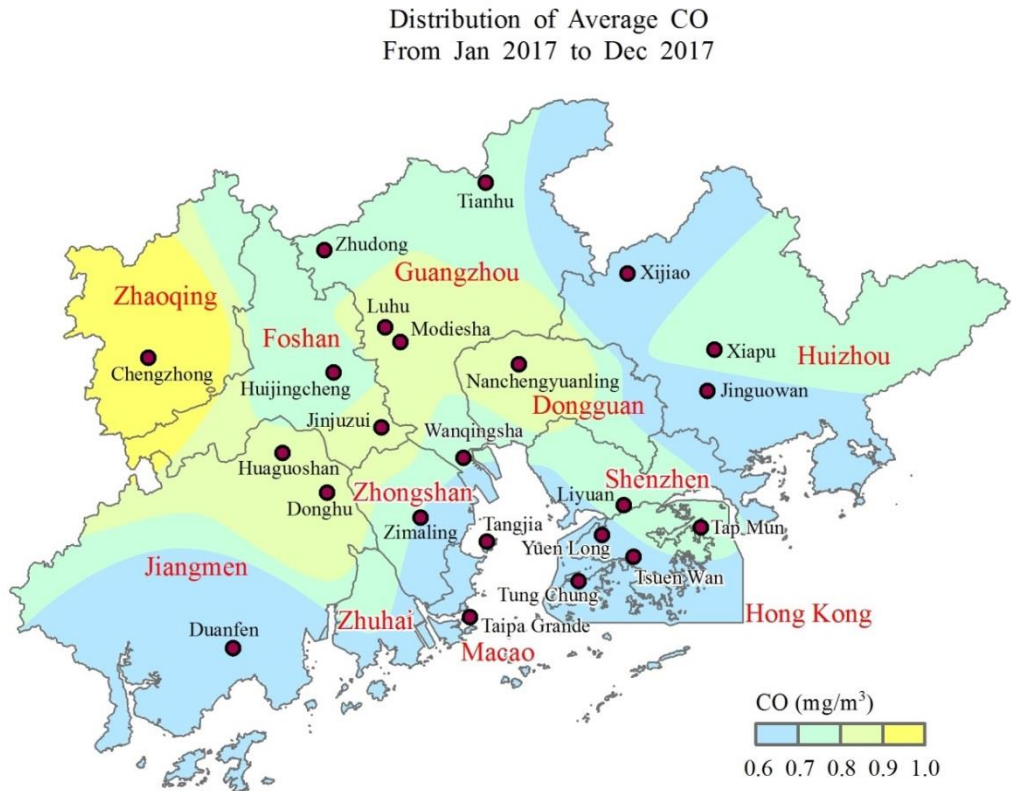 Distribution of Average CO
From Jan 2017 to Dec 2017
Tianhu
Zhudong
Guangzhou
Xijiao
Zhaoqing
Luhu
Modiesha
Foshan
Xiapu
Huizhou
Chengzhong
Huijingcheng
Nanchengyuanling
Jinguowan
Dongguan
Jinjuzui
Wanqingsha
Huaguoshan
Shenzhen
Zhongshan
Liyuan
Donghu
Zimaling
Tangjia
Tap Mun
Yuen Long
Jiangmen
Tsuen Wan
Tung Chung
Zhuhai
Duanfen
Taipa Grande
Hong Kong
Macao
CO (mg/m³)
0.6 0.7 0.8 0.9 1.0